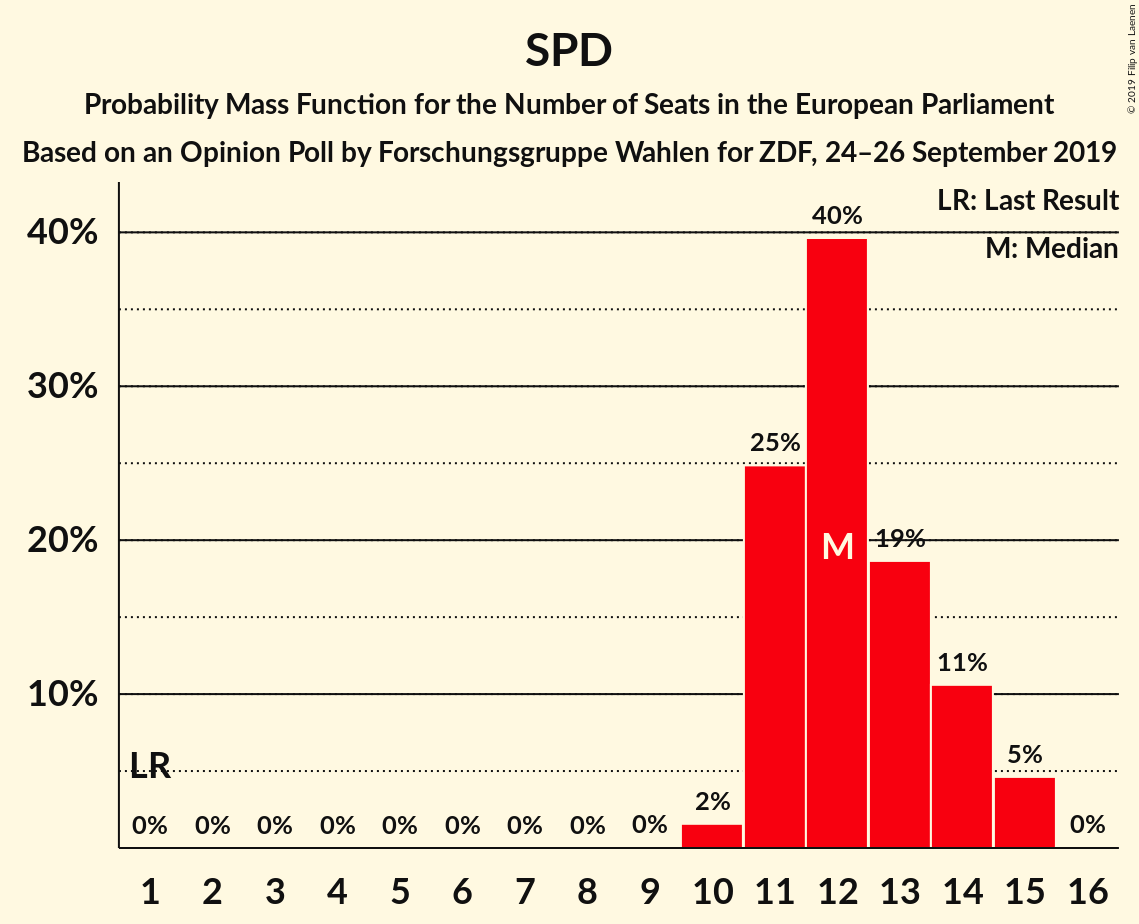 SPD
Probability Mass Function for the Number of Seats in the European Parliament
Based on an Opinion Poll by Forschungsgruppe Wahlen for ZDF, 24–26 September 2019
© 2019 Filip van Laenen
LR: Last Result
M: Median
40%
30%
20%
10%
LR
0% 0% 0% 0% 0% 0% 0% 0% 0% 2% 25% 40% 19% 11% 5% 0%
M
1 2 3 4 5 6 7 8 9 10 11 12 13 14 15 16